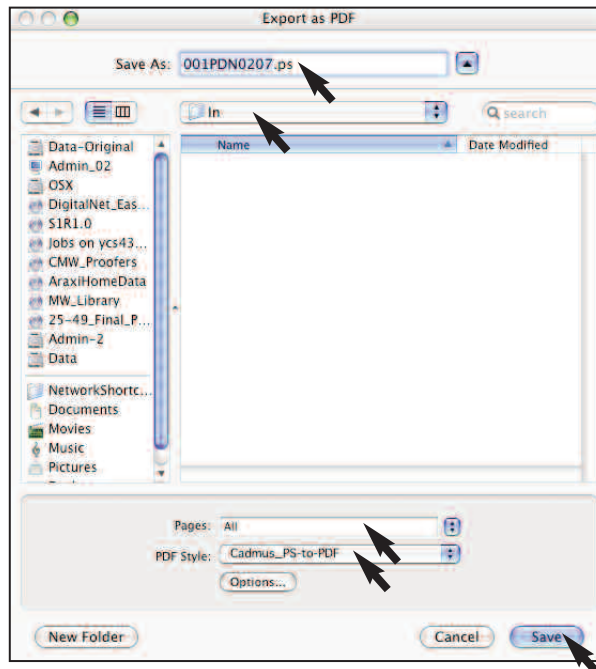 Export as PDF
Save As: 001PDN0207.ps
In
search
Name Date Modified
Data-Original
Admin_02
OSX
DigitalNet_Eas...
S1R1.0
Jobs on ycs43...
CMW_Proofers
AraxiHomeData
MW_Library
25-49_Final_P...
Admin-2
Data
NetworkShortc...
Documents
Movies
Music
Pictures
Pages: All
PDF Style: Cadmus_PS-to-PDF
Options...
New Folder Cancel Save